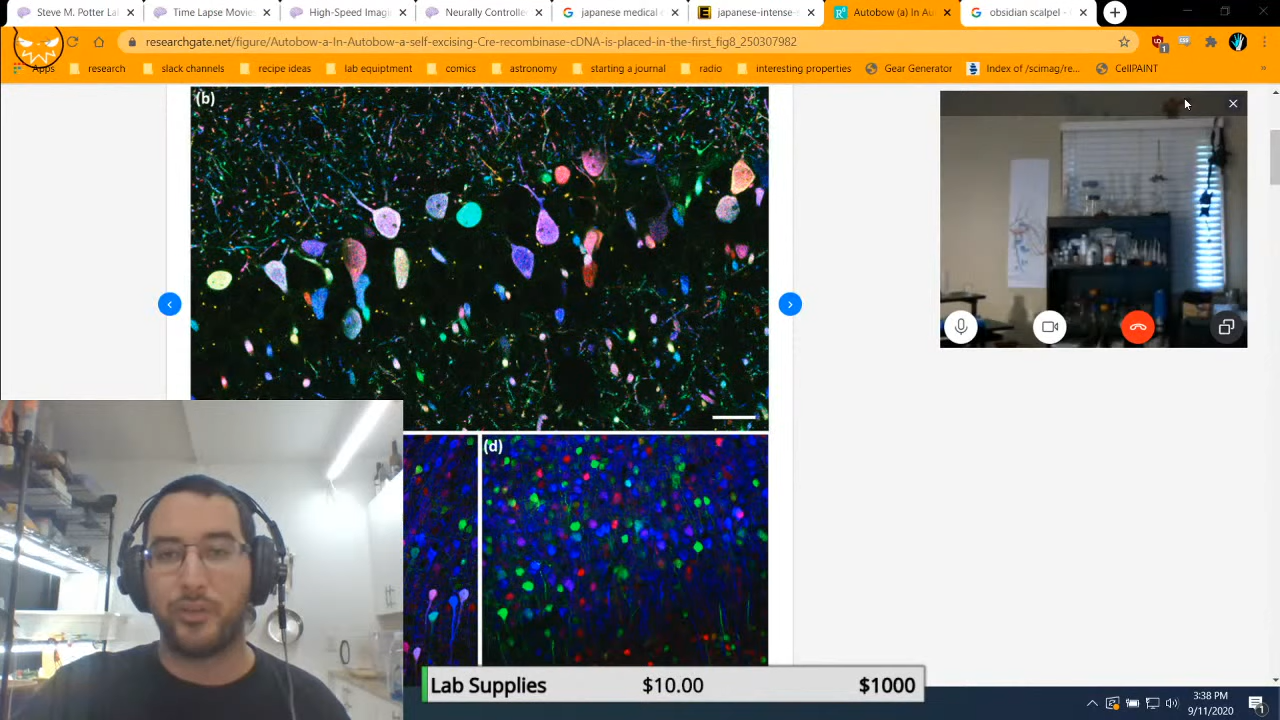 Steve M. Potter Lab
Time Lapse Movie
High-Speed Imagi
Neurally Controlle
japanese medical
japanese-intense-s
Autobow (a) In Au
obsidian scalpel -
researchgate.net/figure/Autobow-a-In-Autobow-a-self-excising-Cre-recombinase-cDNA-is-placed-in-the-first_fig8_250307982
Apps
research
slack channels
recipe ideas
lab equiptment
comics
astronomy
starting a journal
radio
interesting properties
Gear Generator
Index of /scimag/re...
CellPAINT
»
(b)
(d)
Lab Supplies $10.00 $1000
3:38 PM
9/11/2020